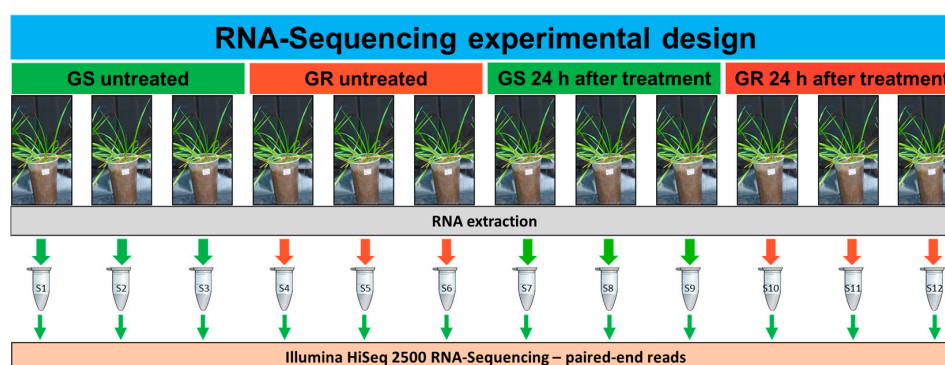 RNA-Sequencing experimental design
GS untreated GR untreated GS 24 h after treatment GR 24 h after treatment
RNA extraction
S1 S2 S3 S4 S5 S6 S7 S8 S9 S10 S11 S12
Illumina HiSeq 2500 RNA-Sequencing – paired-end reads